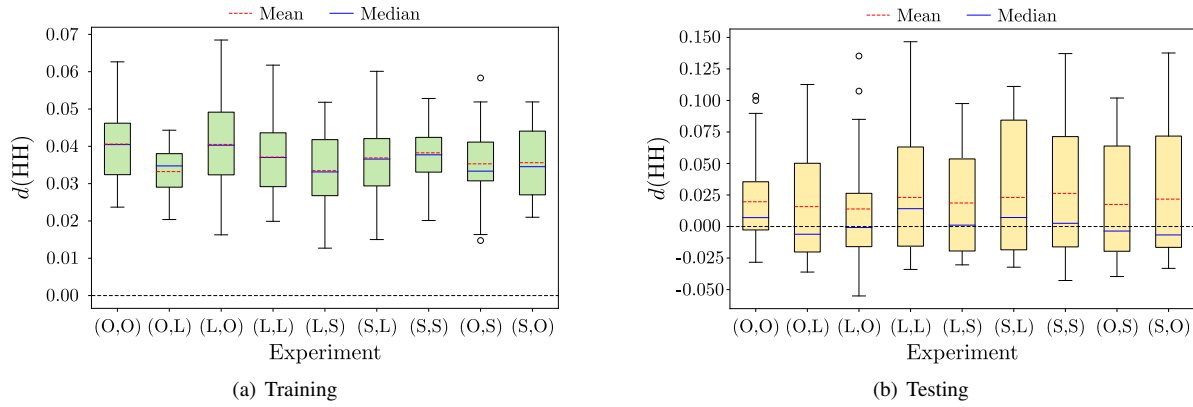 Mean Median
0.07
0.06
0.05
0.04
0.03
0.02
0.01
0.00
d(HH)
(O,O) (O,L) (L,O) (L,L) (L,S) (S,L) (S,S) (O,S) (S,O)
Experiment
(a) Training
Mean Median
0.150
0.125
0.100
0.075
0.050
0.025
0.000
-0.025
-0.050
d(HH)
(O,O) (O,L) (L,O) (L,L) (L,S) (S,L) (S,S) (O,S) (S,O)
Experiment
(b) Testing